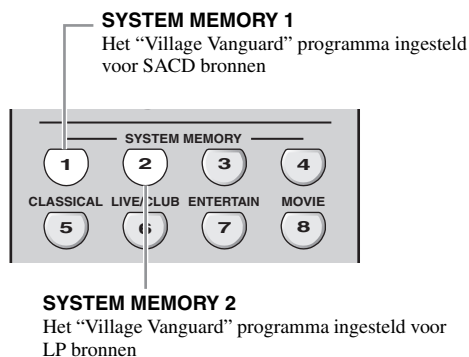 SYSTEM MEMORY 1
Het “Village Vanguard” programma ingesteld
voor SACD bronnen
SYSTEM MEMORY
1 2 3 4
CLASSICAL LIVE/CLUB ENTERTAIN MOVIE
5 6 7 8
SYSTEM MEMORY 2
Het “Village Vanguard” programma ingesteld voor
LP bronnen